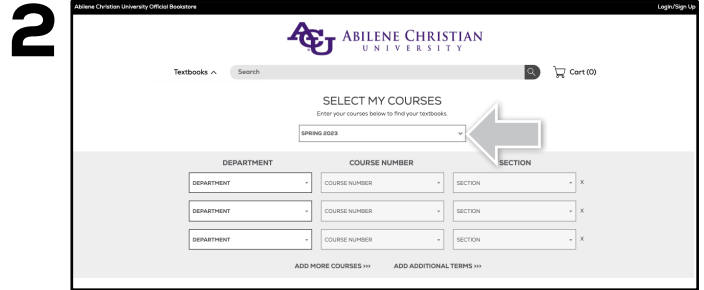 2
Abilene Christian University Official Bookstore Login/Sign Up
ACU ABILENE CHRISTIAN
UNIVERSITY
Textbooks Search Cart (0)
SELECT MY COURSES
Enter your courses below to find your textbooks.
SPRING 2023
DEPARTMENT COURSE NUMBER SECTION
DEPARTMENT COURSE NUMBER SECTION X
DEPARTMENT COURSE NUMBER SECTION X
DEPARTMENT COURSE NUMBER SECTION X
ADD MORE COURSES >>> ADD ADDITIONAL TERMS >>>